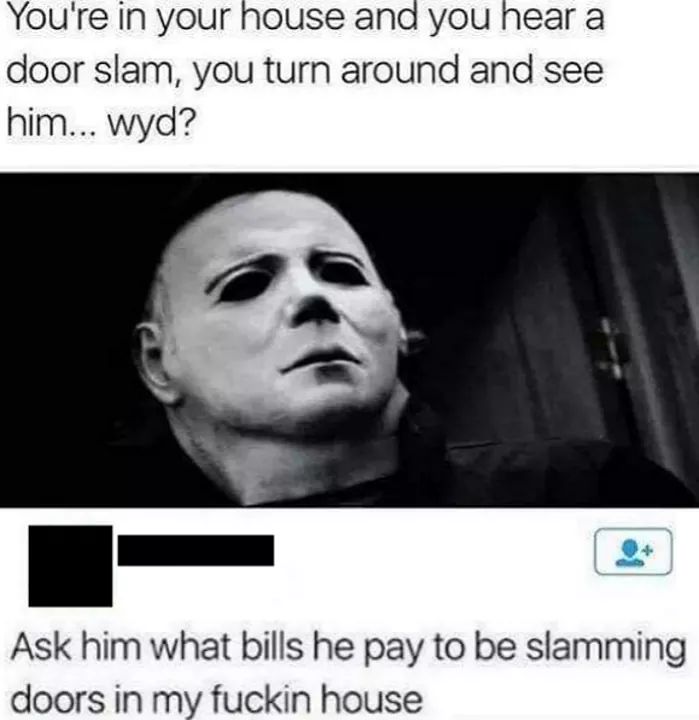 You're in your house and you hear a
door slam, you turn around and see
him... wyd?
Ask him what bills he pay to be slamming
doors in my fuckin house